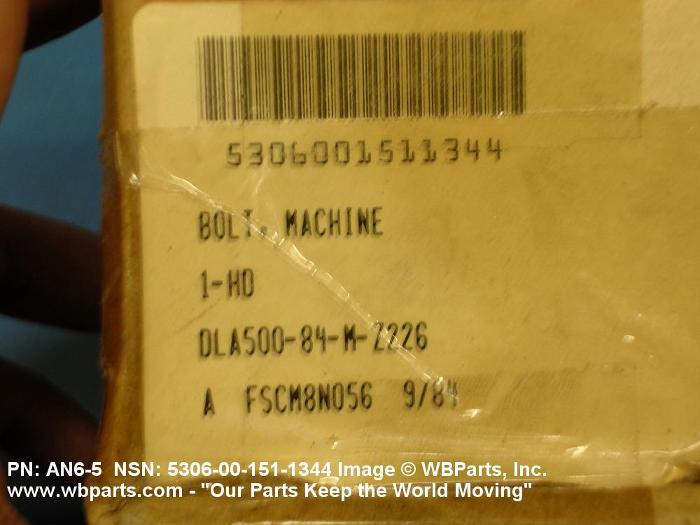 5306001511344
BOLT, MACHINE
1-HD
DLA500-84-M-Z226
A FSCM8N056 9/84
PN: AN6-5 NSN: 5306-00-151-1344 Image © WBParts, Inc.
www.wbparts.com - "Our Parts Keep the World Moving"